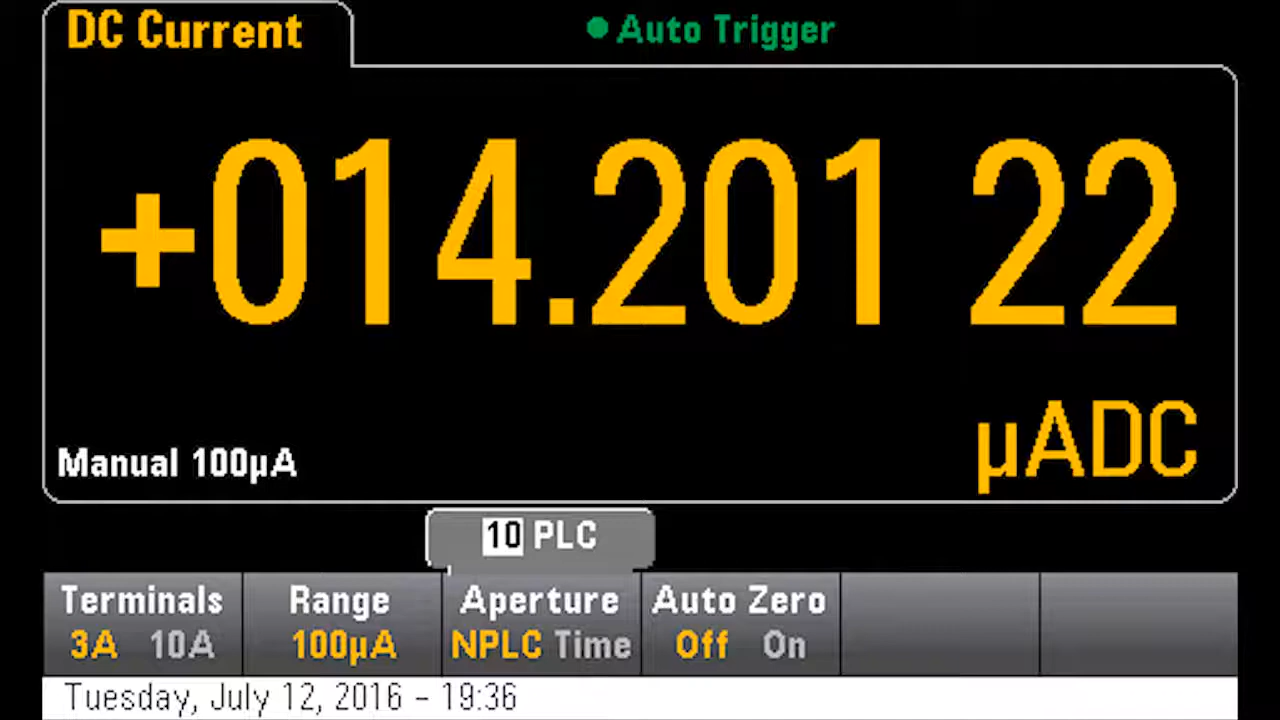 DC Current
Auto Trigger
+014.201 22
µADC
Manual 100µA
10 PLC
Terminals Range Aperture Auto Zero
3A 10A 100µA NPLC Time Off On
Tuesday, July 12, 2016 - 19:36